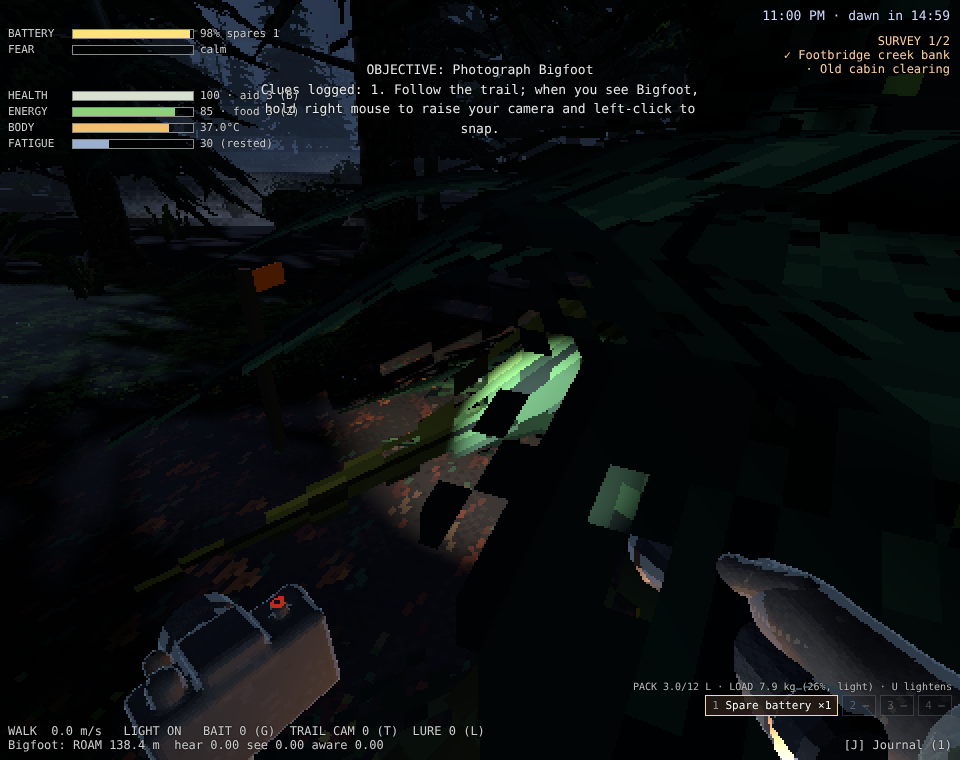 BATTERY 98% spares 1
FEAR calm
HEALTH 100 · aid 3 (B)
ENERGY 85 · food 3 (Z)
BODY 37.0°C
FATIGUE 30 (rested)
OBJECTIVE: Photograph Bigfoot
Clues logged: 1. Follow the trail; when you see Bigfoot,
hold right mouse to raise your camera and left-click to
snap.
11:00 PM · dawn in 14:59
SURVEY 1/2
✓ Footbridge creek bank
· Old cabin clearing
PACK 3.0/12 L · LOAD 7.9 kg (26%, light) · U lightens
1 Spare battery ×1 2 — 3 — 4 —
WALK 0.0 m/s LIGHT ON BAIT 0 (G) TRAIL CAM 0 (T) LURE 0 (L)
Bigfoot: ROAM 138.4 m hear 0.00 see 0.00 aware 0.00
[J] Journal (1)